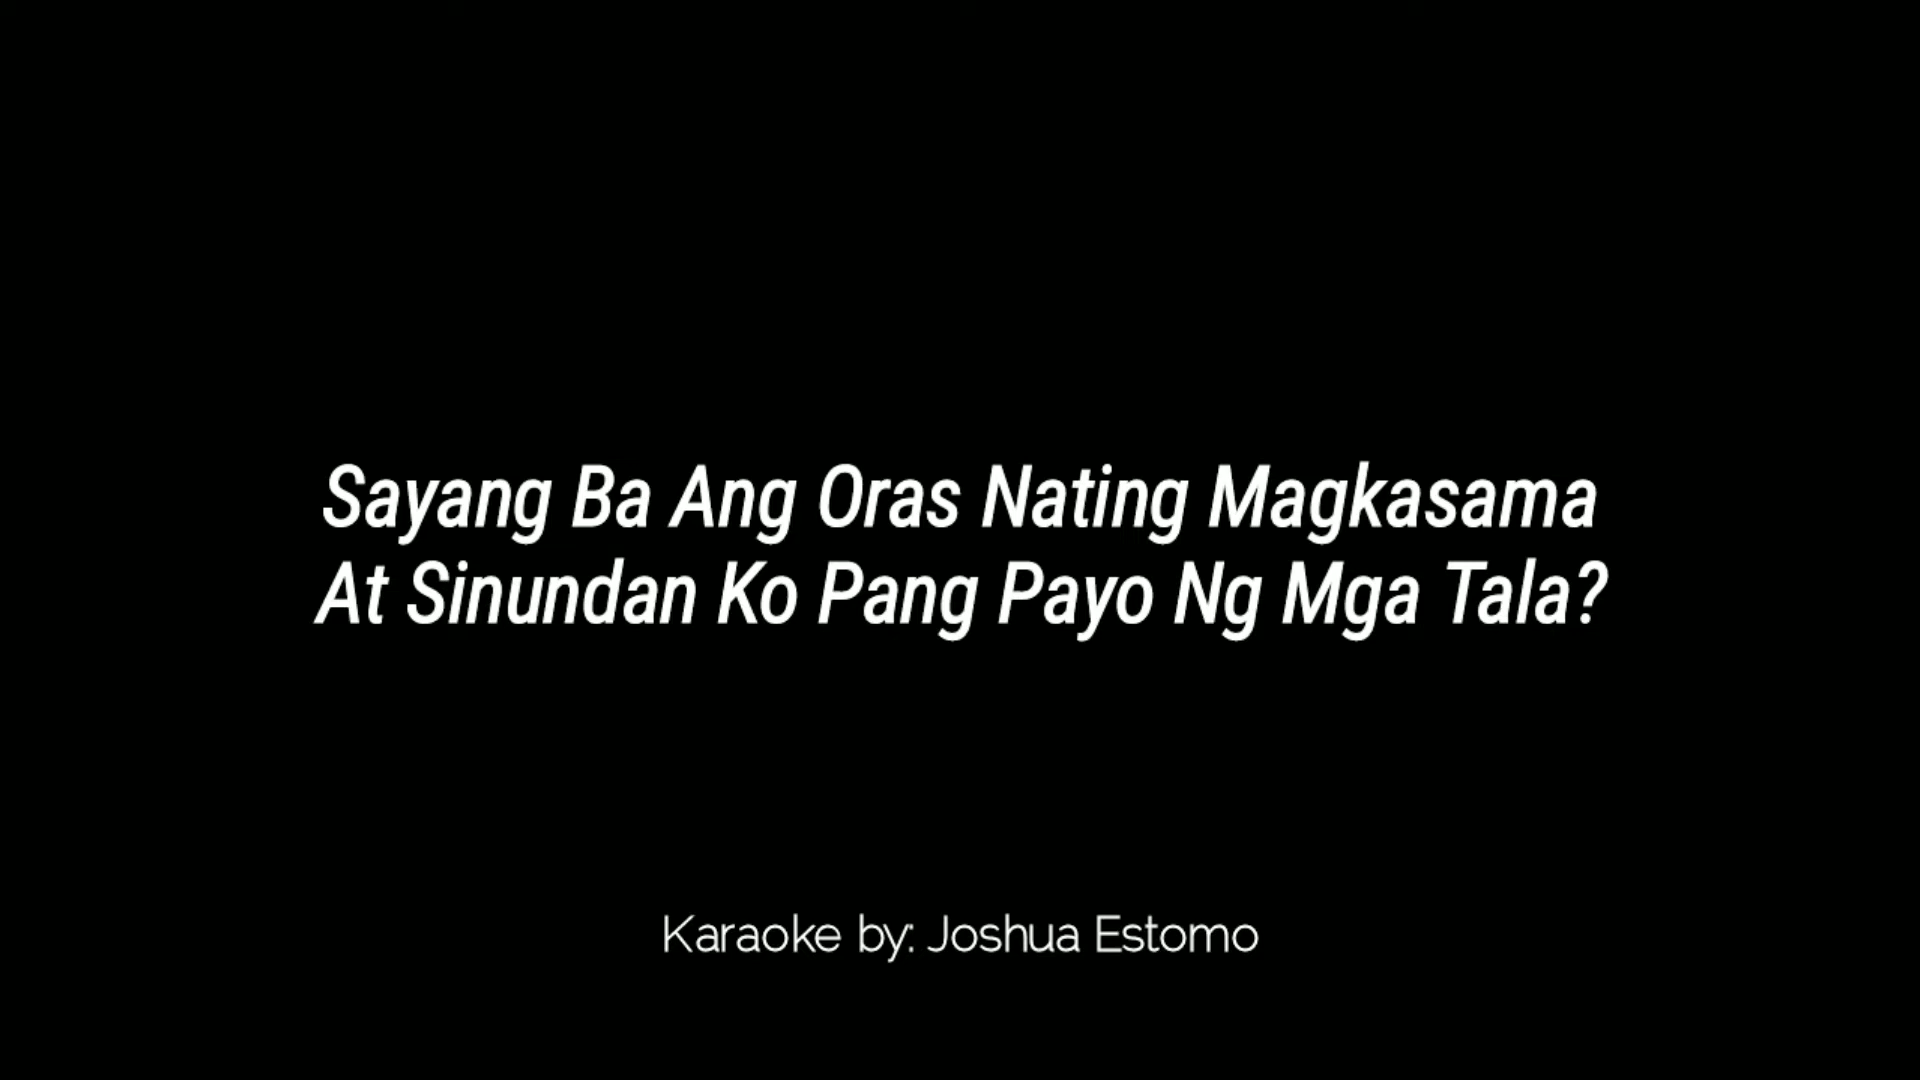 Sayang Ba Ang Oras Nating Magkasama
At Sinundan Ko Pang Payo Ng Mga Tala?
Karaoke by: Joshua Estomo